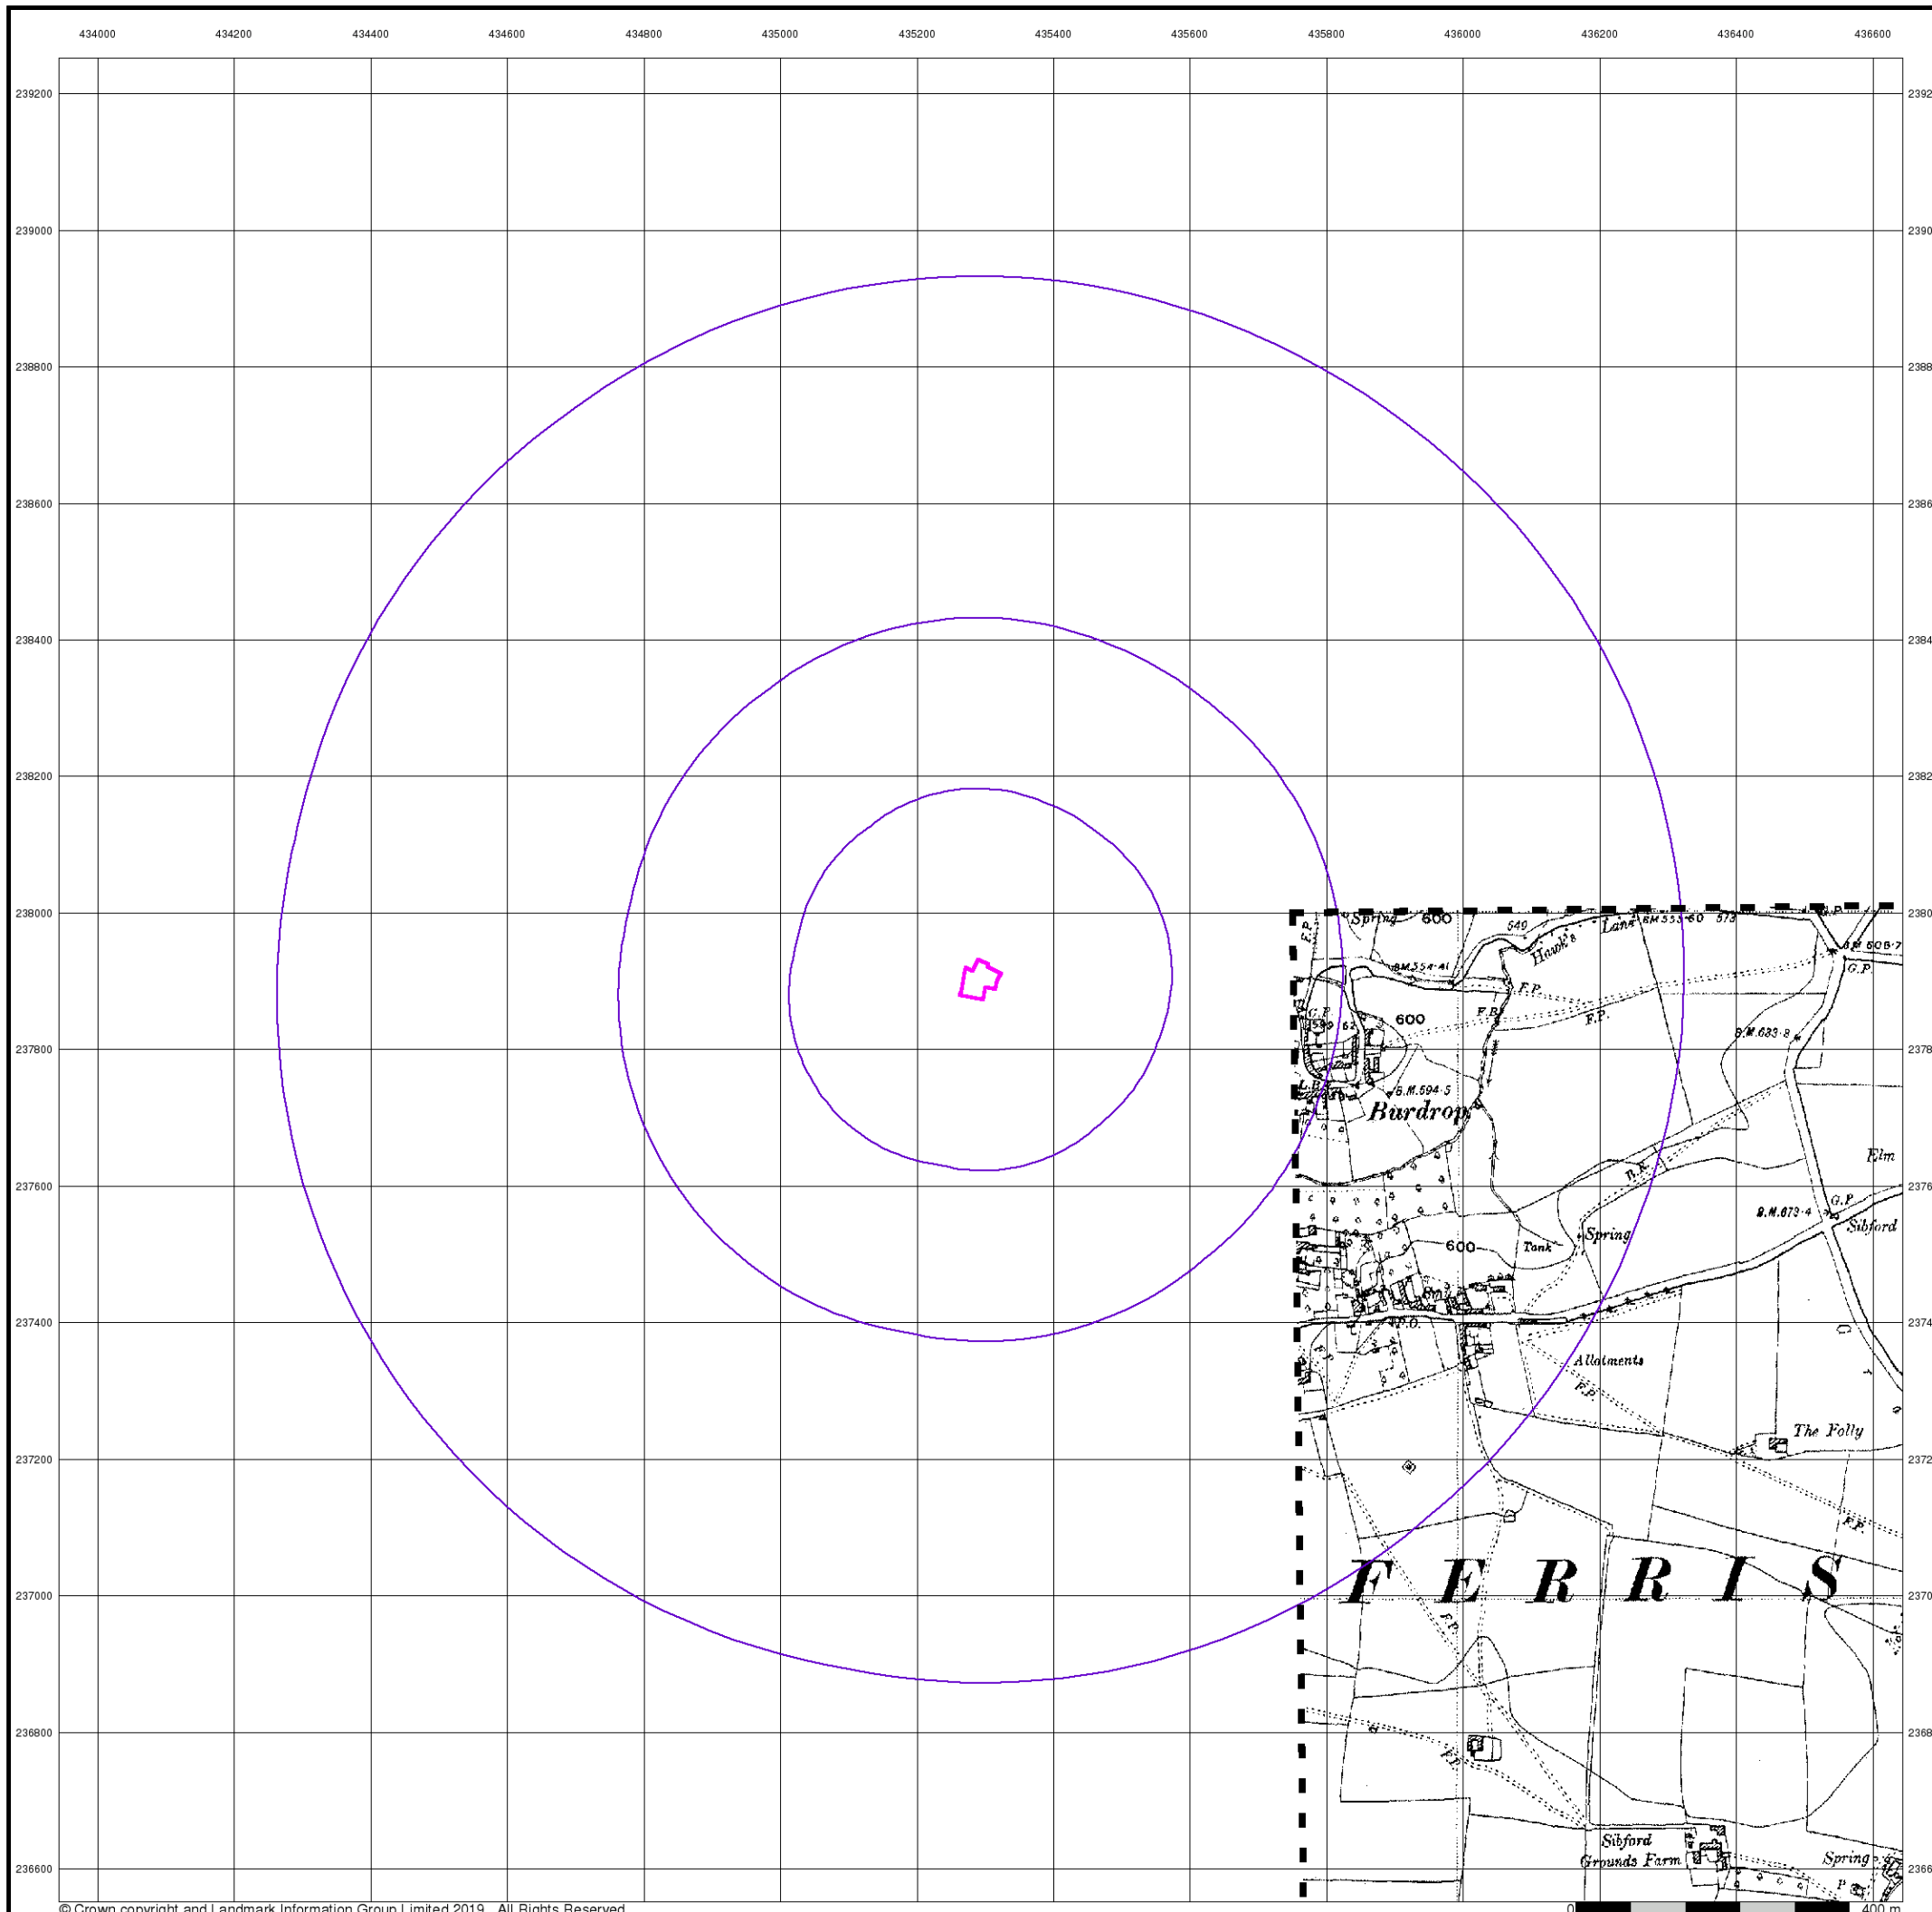 434000 434200 434400 434600 434800 435000 435200 435400 435600 435800 436000 436200 436400 436600
239200
239000
238800
238600
238400
238200
238000
237800
237600
237400
237200
237000
236800
236600
F.P.
Spring
600
549
Hawk's
Lane
B.M.608·7
G.P.
B.M.554·41
F.P.
F.B.
F.P.
G.P.
600
B.M.633·8
B.M.594·5
Burdrop
Elm
B.R.
G.P.
B.M.673·4
Sibford
Spring
Tank
600
P.O.
Allotments
F.P.
F.P.
The Folly
F.P.
FERRIS
F.P.
F.P.
Sibford
Grounds Farm
Spring
P
© Crown copyright and Landmark Information Group Limited 2019. All Rights Reserved.
0 400 m